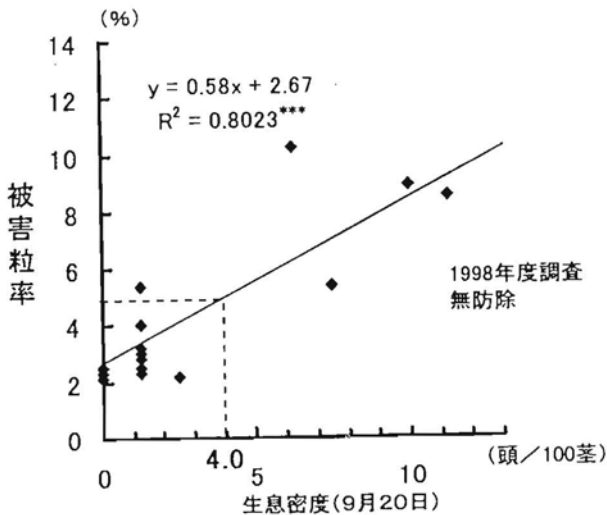 (%)
14
12
10
8
6
4
2
0
被害粒率
y = 0.58x + 2.67
R² = 0.8023***
1998年度調査
無防除
0
4.0
5
10
(頭／100茎)
生息密度(9月20日)